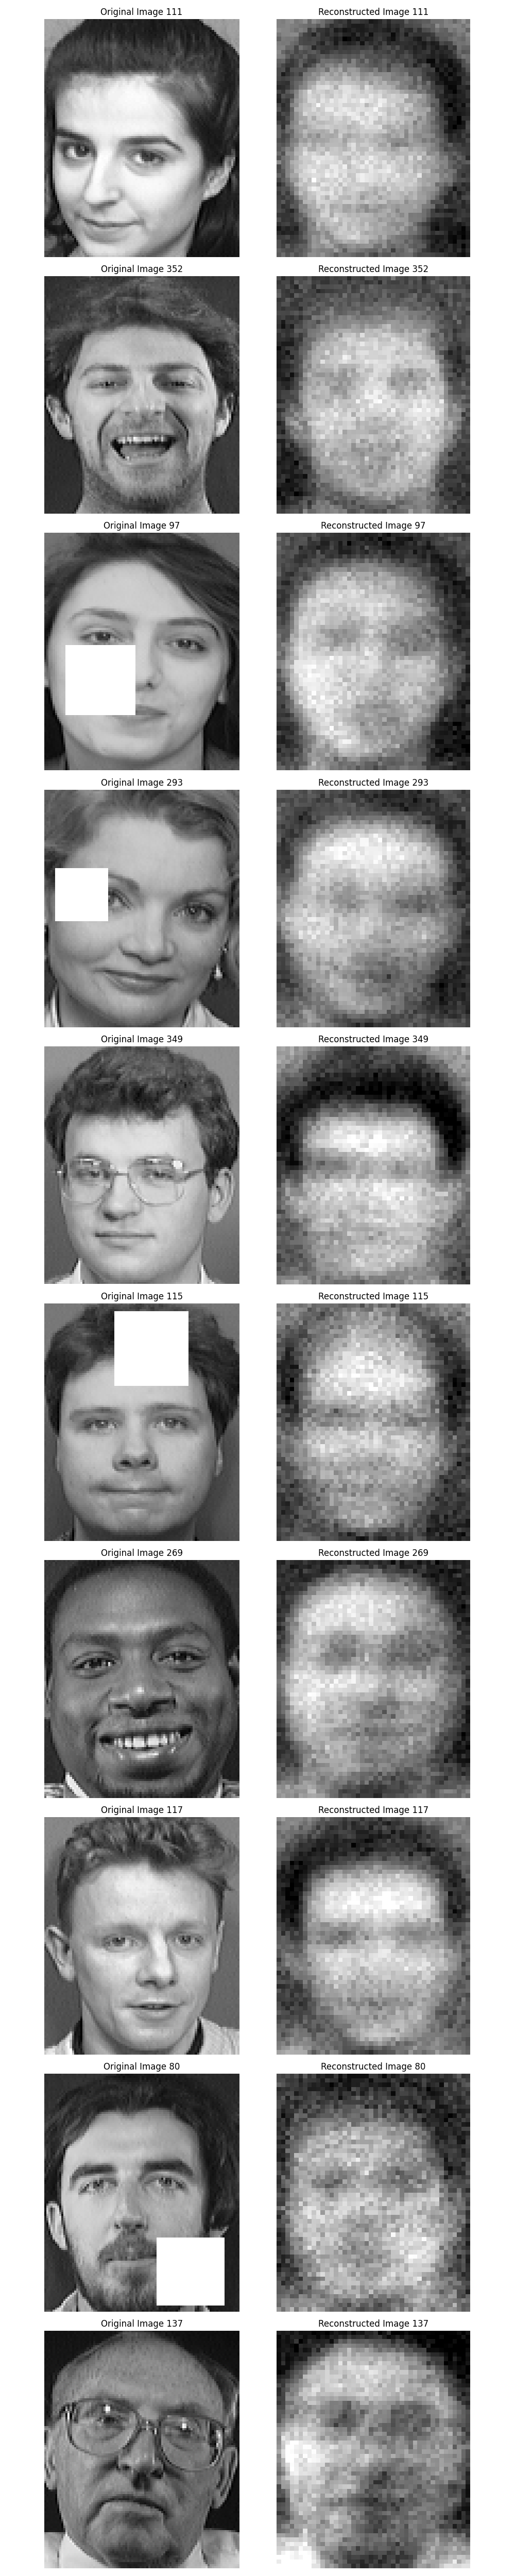 Original Image 111
Reconstructed Image 111
Original Image 352
Reconstructed Image 352
Original Image 97
Reconstructed Image 97
Original Image 293
Reconstructed Image 293
Original Image 349
Reconstructed Image 349
Original Image 115
Reconstructed Image 115
Original Image 269
Reconstructed Image 269
Original Image 117
Reconstructed Image 117
Original Image 80
Reconstructed Image 80
Original Image 137
Reconstructed Image 137